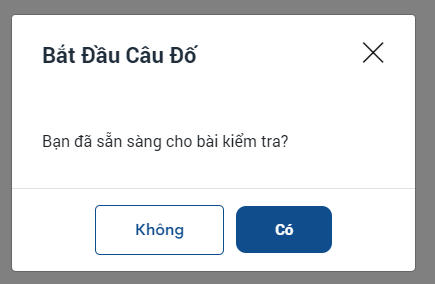 Bắt Đầu Câu Đố
Bạn đã sẵn sàng cho bài kiểm tra?
Không
Có